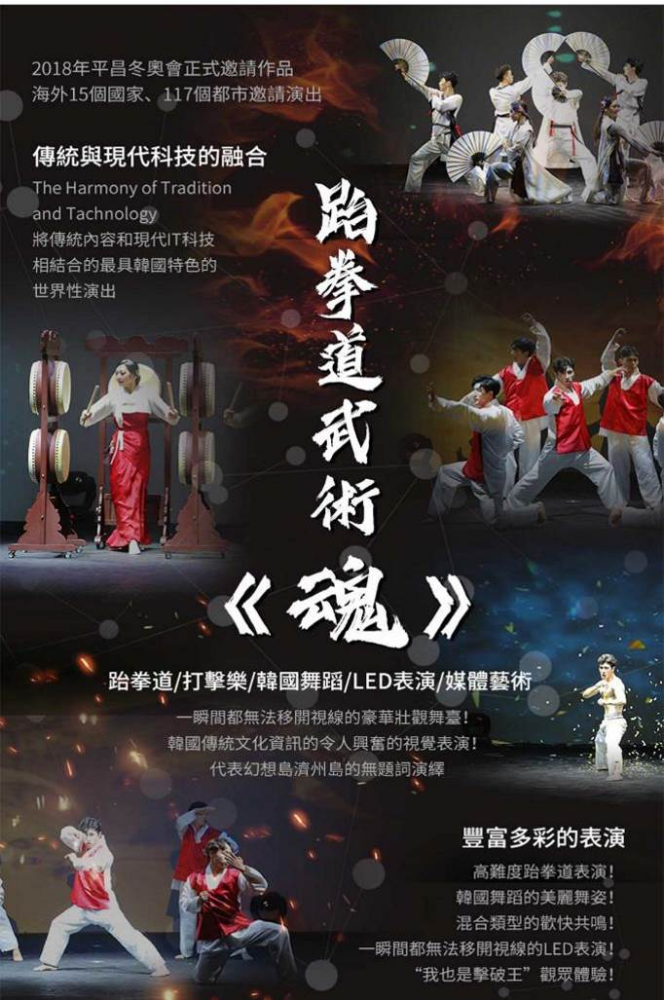 2018年平昌冬奧會正式邀請作品
海外15個國家、117個都市邀請演出
傳統與現代科技的融合
The Harmony of Tradition
and Tachnology
將傳統內容和現代IT科技
相結合的最具韓國特色的
世界性演出
跆拳道武術
《魂》
跆拳道/打擊樂/韓國舞蹈/LED表演/媒體藝術
一瞬間都無法移開視線的豪華壯觀舞臺!
韓國傳統文化資訊的令人興奮的視覺表演!
代表幻想島濟州島的無題詞演繹
豐富多彩的表演
高難度跆拳道表演!
韓國舞蹈的美麗舞姿!
混合類型的歡快共鳴!
一瞬間都無法移開視線的LED表演!
“我也是擊破王”觀眾體驗!